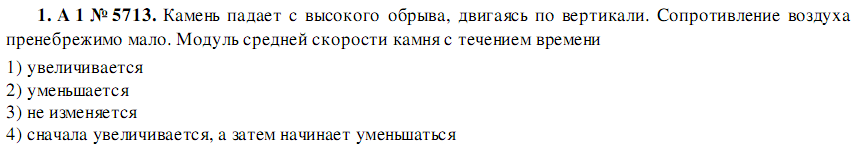 1. А 1 № 5713. Камень падает с высокого обрыва, двигаясь по вертикали. Сопротивление воздуха
пренебрежимо мало. Модуль средней скорости камня с течением времени
1) увеличивается
2) уменьшается
3) не изменяется
4) сначала увеличивается, а затем начинает уменьшаться